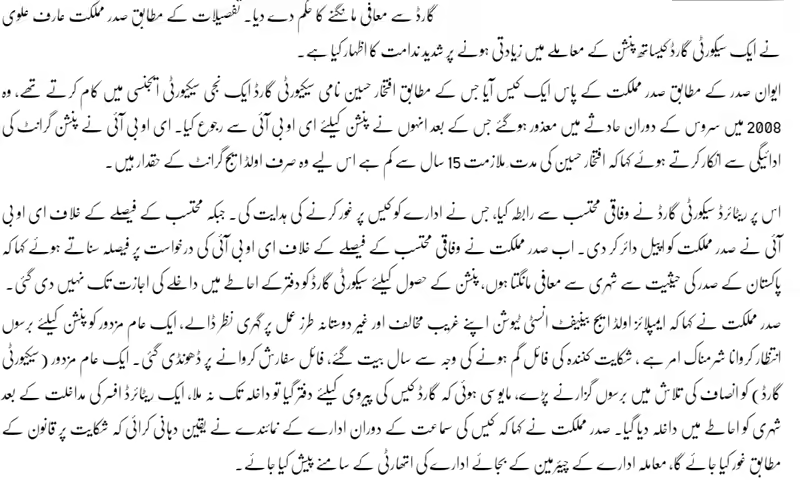 گارڈ سے معافی مانگنے کا حکم دے دیا۔ تفصیلات کے مطابق صدر مملکت عارف علوی
نے ایک سیکورٹی گارڈ کیساتھ پنشن کے معاملے میں زیادتی ہونے پر شدید ندامت کا اظہار کیا ہے۔
ایوان صدر کے مطابق صدر مملکت کے پاس ایک کیس آیا جس کے مطابق افتخار حسین نامی سیکیورٹی گارڈ ایک نجی سیکیورٹی ایجنسی میں کام کرتے تھے، وہ
2008 میں سروس کے دوران حادثے میں معذور ہوگئے جس کے بعد انہوں نے پنشن کیلئے ای او بی آئی سے رجوع کیا۔ ای او بی آئی نے پنشن گرانٹ کی
ادائیگی سے انکار کرتے ہوئے کہا کہ افتخار حسین کی مدت ملازمت 15 سال سے کم ہے اس لیے وہ صرف اولڈ ایج گرانٹ کے حقدار ہیں۔
اس پر ریٹائرڈ سیکورٹی گارڈ نے وفاقی محتسب سے رابطہ کیا، جس نے ادارے کو کیس پر غور کرنے کی ہدایت کی۔ جبکہ محتسب کے فیصلے کے خلاف ای او بی
آئی نے صدر مملکت کو اپیل دائر کر دی۔ اب صدر مملکت نے وفاقی محتسب کے فیصلے کے خلاف ای او بی آئی کی درخواست پر فیصلہ سناتے ہوئے کہا کہ
پاکستان کے صدر کی حیثیت سے شہری سے معافی مانگتا ہوں، پنشن کے حصول کیلئے سیکورٹی گارڈ کو دفتر کے احاطے میں داخلے کی اجازت تک نہیں دی گئی۔
صدر مملکت نے کہا کہ ایمپلائز اولڈ ایج بینیفٹ انسٹی ٹیوشن اپنے غریب مخالف اور غیر دوستانہ طرز عمل پر گہری نظر ڈالے، ایک عام مزدور کو پنشن کیلئے برسوں
انتظار کروانا شرمناک امر ہے، شکایت کنندہ کی فائل گم ہونے کی وجہ سے سال بیت گئے، فائل سفارش کروانے پر ڈھونڈی گئی۔ ایک عام مزدور (سیکیورٹی
گارڈ) کو انصاف کی تلاش میں برسوں گزارنے پڑے، مایوسی ہوئی کہ گارڈ کیس کی پیروی کیلئے دفتر گیا تو داخلہ تک نہ ملا، ایک ریٹائرڈ افسر کی مداخلت کے بعد
شہری کو احاطے میں داخلہ دیا گیا۔ صدر مملکت نے کہا کہ کیس کی سماعت کے دوران ادارے کے نمائندے نے یقین دہانی کرائی کہ شکایت پر قانون کے
مطابق غور کیا جائے گا، معاملہ ادارے کے چیئرمین کے بجائے ادارے کی اتھارٹی کے سامنے پیش کیا جائے۔